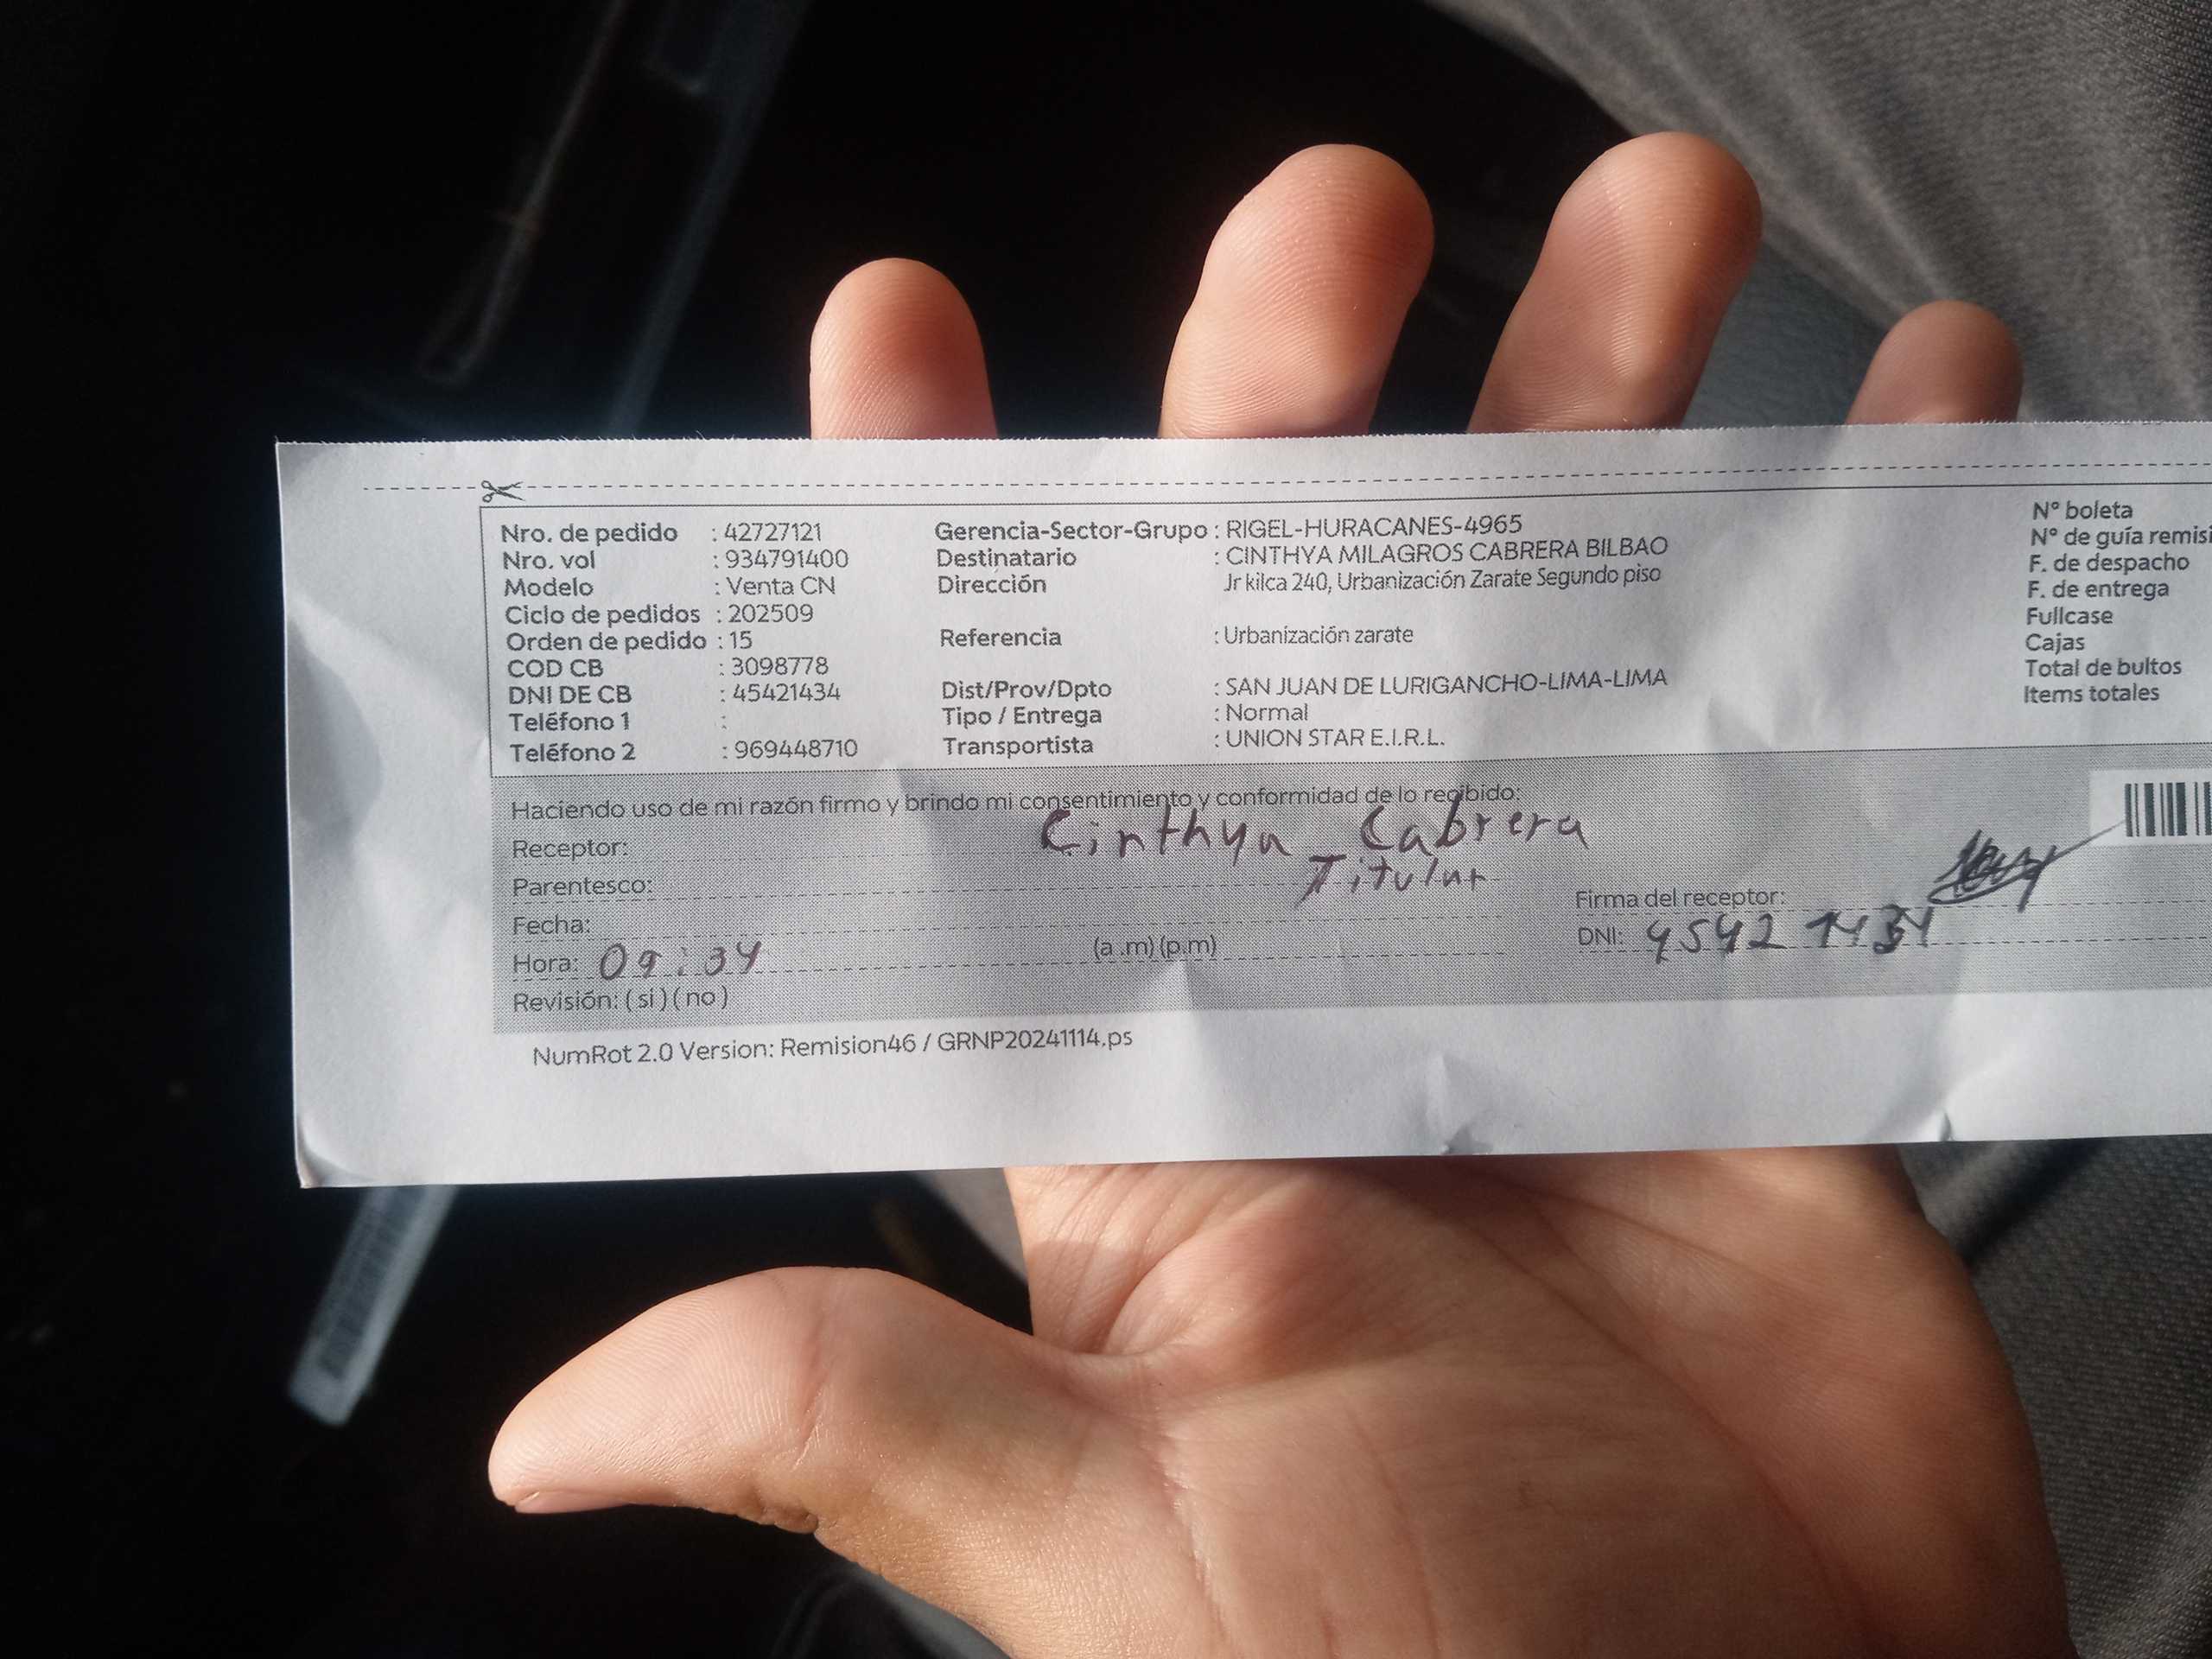 Nro. de pedido : 42727121 Gerencia-Sector-Grupo : RIGEL-HURACANES-4965 N° boleta
Nro. vol : 934791400 Destinatario : CINTHYA MILAGROS CABRERA BILBAO N° de guía remisi
Modelo : Venta CN Dirección Jr kilca 240, Urbanización Zarate Segundo piso F. de despacho
Ciclo de pedidos : 202509 F. de entrega
Orden de pedido : 15 Referencia : Urbanización zarate Fullcase
COD CB : 3098778 Cajas
DNI DE CB : 45421434 Dist/Prov/Dpto : SAN JUAN DE LURIGANCHO-LIMA-LIMA Total de bultos
Teléfono 1 : Tipo / Entrega : Normal Items totales
Teléfono 2 : 969448710 Transportista : UNION STAR E.I.R.L.
Haciendo uso de mi razón firmo y brindo mi consentimiento y conformidad de lo recibido:
Receptor: Cinthya Cabrera
Parentesco: Titular
Fecha: Firma del receptor:
Hora: 09:34 (a .m) (p.m) DNI: 45421434
Revisión: ( si ) ( no )
NumRot 2.0 Version: Remision46 / GRNP20241114.ps